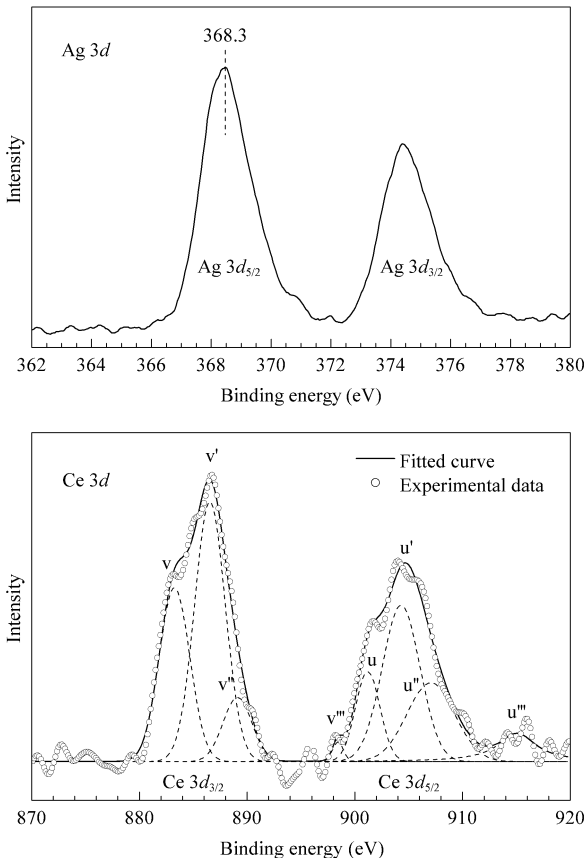 368.3
Ag 3d
Intensity
Ag 3d5/2
Ag 3d3/2
362 364 366 368 370 372 374 376 378 380
Binding energy (eV)
v'
Ce 3d
Fitted curve
Experimental data
v
u'
Intensity
u
v''
u''
v'''
u'''
Ce 3d3/2
Ce 3d5/2
870 880 890 900 910 920
Binding energy (eV)